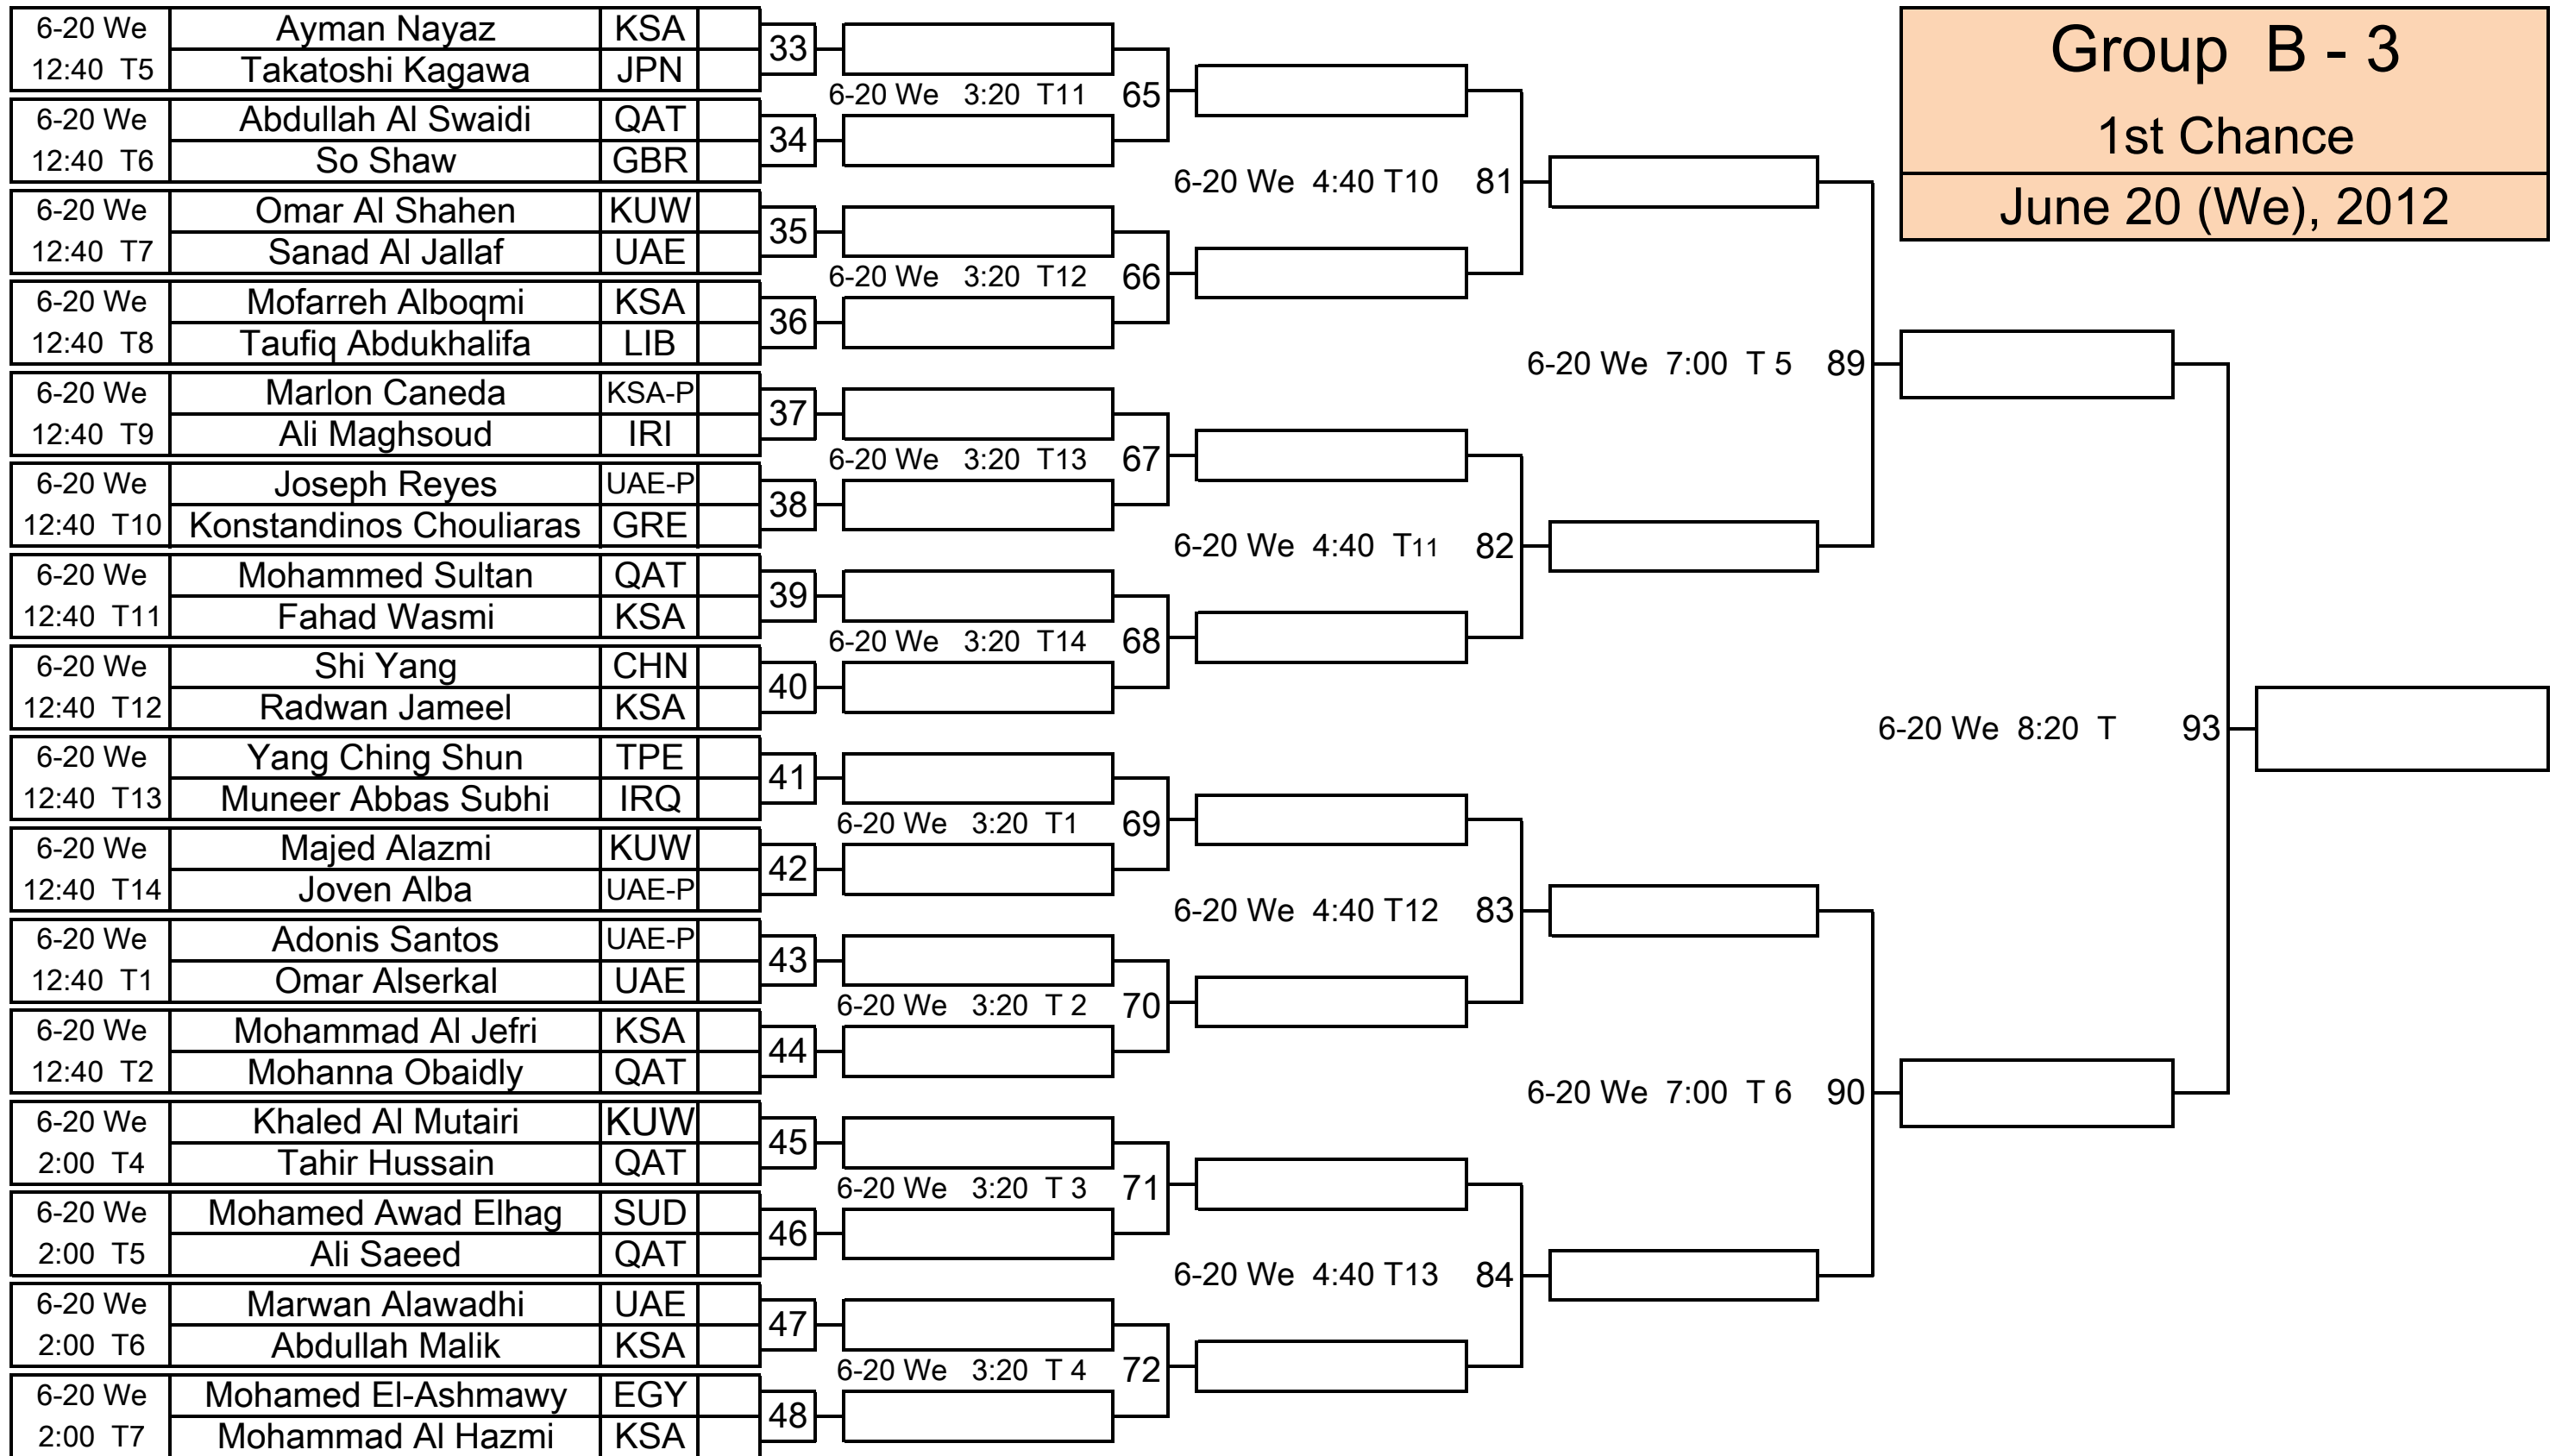 Group B - 3
1st Chance
June 20 (We), 2012
6-20 We Ayman Nayaz KSA
12:40 T5 Takatoshi Kagawa JPN
33
6-20 We 3:20 T11 65
6-20 We Abdullah Al Swaidi QAT
12:40 T6 So Shaw GBR
34
6-20 We 4:40 T10 81
6-20 We Omar Al Shahen KUW
12:40 T7 Sanad Al Jallaf UAE
35
6-20 We 3:20 T12 66
6-20 We Mofarreh Alboqmi KSA
12:40 T8 Taufiq Abdukhalifa LIB
36
6-20 We 7:00 T 5 89
6-20 We Marlon Caneda KSA-P
12:40 T9 Ali Maghsoud IRI
37
6-20 We 3:20 T13 67
6-20 We Joseph Reyes UAE-P
12:40 T10 Konstandinos Chouliaras GRE
38
6-20 We 4:40 T11 82
6-20 We Mohammed Sultan QAT
12:40 T11 Fahad Wasmi KSA
39
6-20 We 3:20 T14 68
6-20 We Shi Yang CHN
12:40 T12 Radwan Jameel KSA
40
6-20 We 8:20 T 93
6-20 We Yang Ching Shun TPE
12:40 T13 Muneer Abbas Subhi IRQ
41
6-20 We 3:20 T1 69
6-20 We Majed Alazmi KUW
12:40 T14 Joven Alba UAE-P
42
6-20 We 4:40 T12 83
6-20 We Adonis Santos UAE-P
12:40 T1 Omar Alserkal UAE
43
6-20 We 3:20 T 2 70
6-20 We Mohammad Al Jefri KSA
12:40 T2 Mohanna Obaidly QAT
44
6-20 We 7:00 T 6 90
6-20 We Khaled Al Mutairi KUW
2:00 T4 Tahir Hussain QAT
45
6-20 We 3:20 T 3 71
6-20 We Mohamed Awad Elhag SUD
2:00 T5 Ali Saeed QAT
46
6-20 We 4:40 T13 84
6-20 We Marwan Alawadhi UAE
2:00 T6 Abdullah Malik KSA
47
6-20 We 3:20 T 4 72
6-20 We Mohamed El-Ashmawy EGY
2:00 T7 Mohammad Al Hazmi KSA
48